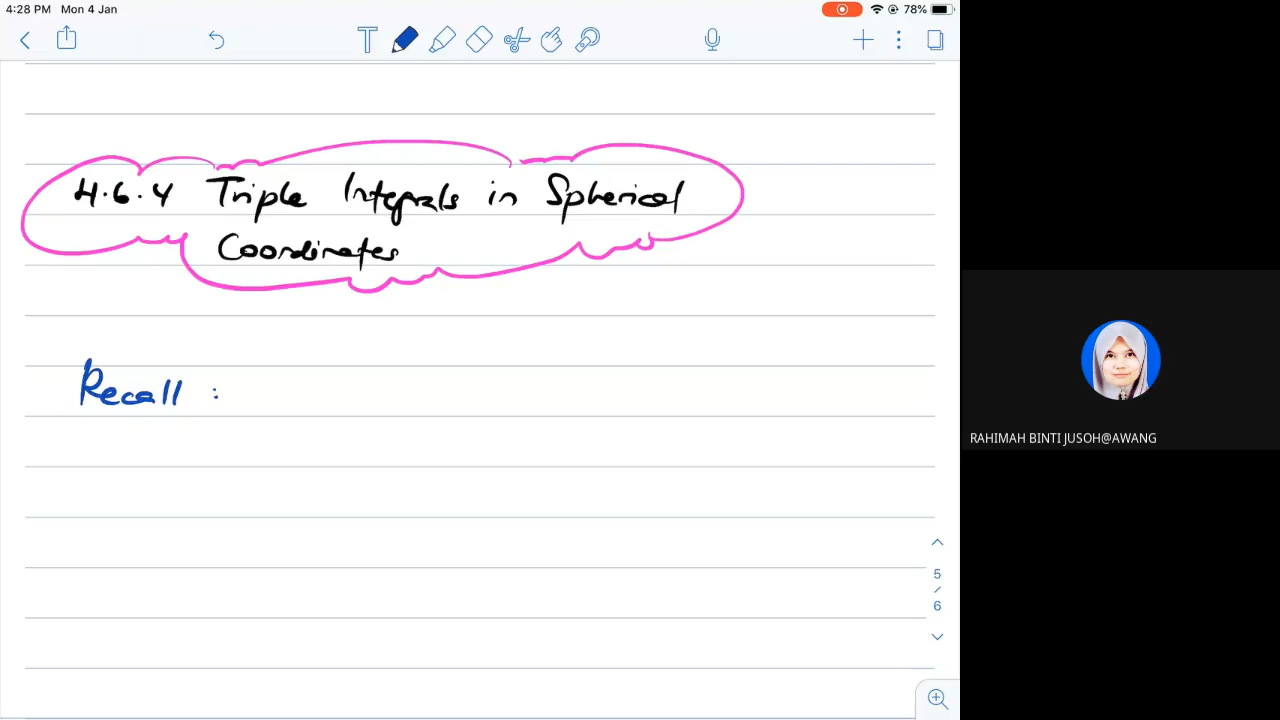 4:28 PM Mon 4 Jan
78%
4.6.4 Triple Integrals in Spherical
Coordinates
Recall :
RAHIMAH BINTI JUSOH@AWANG
5
/
6